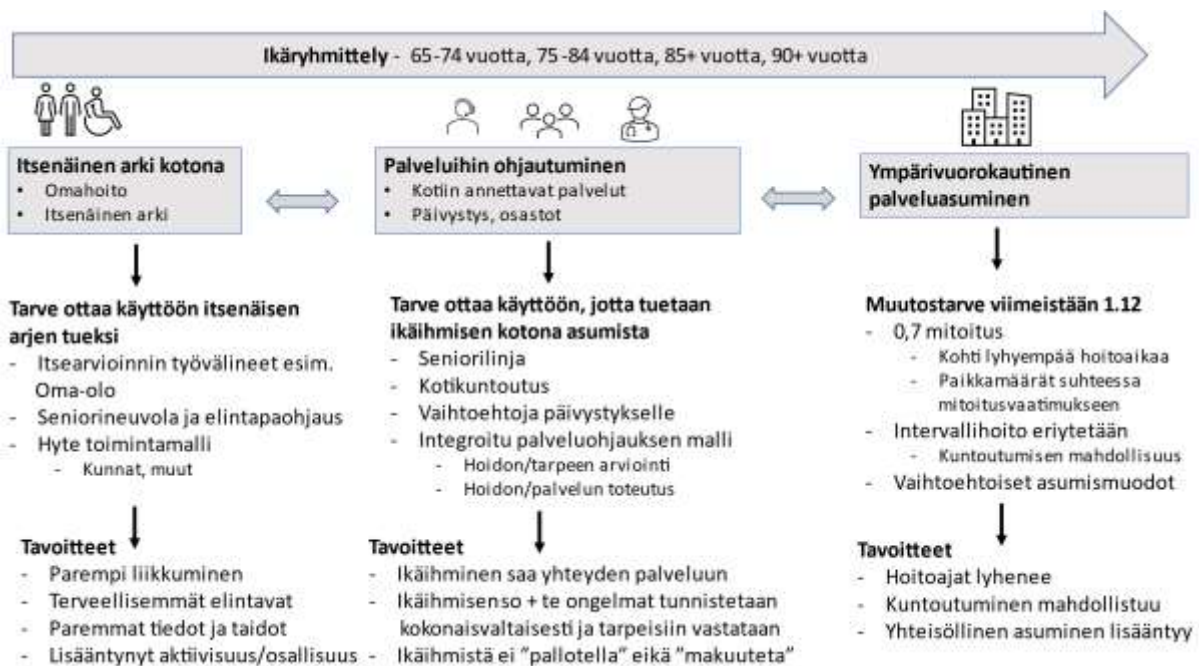 Ikäryhmittely - 65-74 vuotta, 75-84 vuotta, 85+ vuotta, 90+ vuotta
Itsenäinen arki kotona
• Omahoito
• Itsenäinen arki
Tarve ottaa käyttöön itsenäisen
arjen tueksi
- Itsearvioinnin työvälineet esim.
Oma-olo
- Seniorineuvola ja elintapaohjaus
- Hyte toimintamalli
- Kunnat, muut
Tavoitteet
- Parempi liikkuminen
- Terveellisemmät elintavat
- Paremmat tiedot ja taidot
- Lisääntynyt aktiivisuus/osallisuus
Palveluihin ohjautuminen
• Kotiin annettavat palvelut
• Päivystys, osastot
Tarve ottaa käyttöön, jotta tuetaan
ikäihmisen kotona asumista
- Seniorilinja
- Kotikuntoutus
- Vaihtoehtoja päivystykselle
- Integroitu palveluohjauksen malli
- Hoidon/tarpeen arviointi
- Hoidon/palvelun toteutus
Tavoitteet
- Ikäihminen saa yhteyden palveluun
- Ikäihmisenso + te ongelmat tunnistetaan
kokonaisvaltaisesti ja tarpeisiin vastataan
- Ikäihmistä ei "pallotella" eikä "makuuteta"
Ympärivuorokautinen
palveluasuminen
Muutostarve viimeistään 1.12
- 0,7 mitoitus
- Kohti lyhyempää hoitoaikaa
- Paikkamäärät suhteessa
mitoitusvaatimukseen
- Intervallihoito eriytetään
- Kuntoutumisen mahdollisuus
- Vaihtoehtoiset asumismuodot
Tavoitteet
- Hoitoajat lyhenee
- Kuntoutuminen mahdollistuu
- Yhteisöllinen asuminen lisääntyy